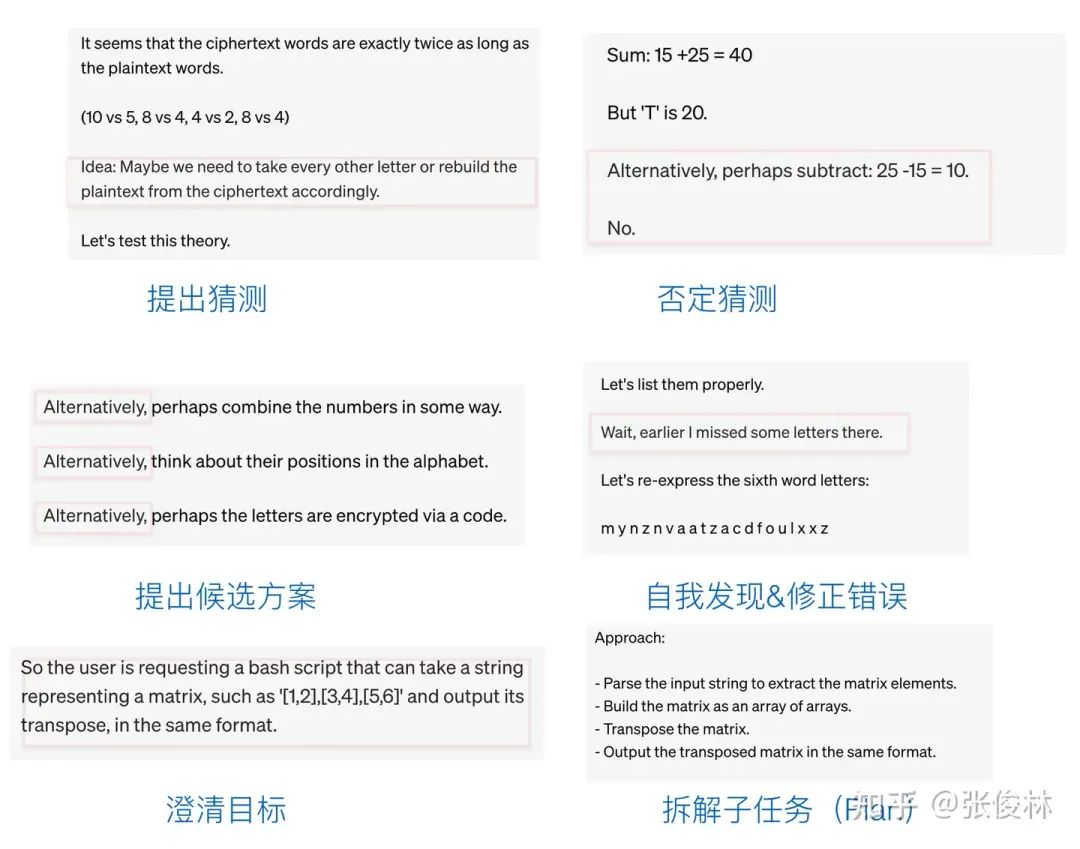 It seems that the ciphertext words are exactly twice as long as
the plaintext words.
(10 vs 5, 8 vs 4, 4 vs 2, 8 vs 4)
Idea: Maybe we need to take every other letter or rebuild the
plaintext from the ciphertext accordingly.
Let's test this theory.
提出猜测
Sum: 15 +25 = 40
But 'T' is 20.
Alternatively, perhaps subtract: 25 -15 = 10.
No.
否定猜测
Alternatively, perhaps combine the numbers in some way.
Alternatively, think about their positions in the alphabet.
Alternatively, perhaps the letters are encrypted via a code.
提出候选方案
Let's list them properly.
Wait, earlier I missed some letters there.
Let's re-express the sixth word letters:
m y n z n v a a t z a c d f o u l x x z
自我发现&修正错误
So the user is requesting a bash script that can take a string
representing a matrix, such as '[1,2],[3,4],[5,6]' and output its
transpose, in the same format.
澄清目标
Approach:
- Parse the input string to extract the matrix elements.
- Build the matrix as an array of arrays.
- Transpose the matrix.
- Output the transposed matrix in the same format.
拆解子任务（Plan）
知乎 @张俊林